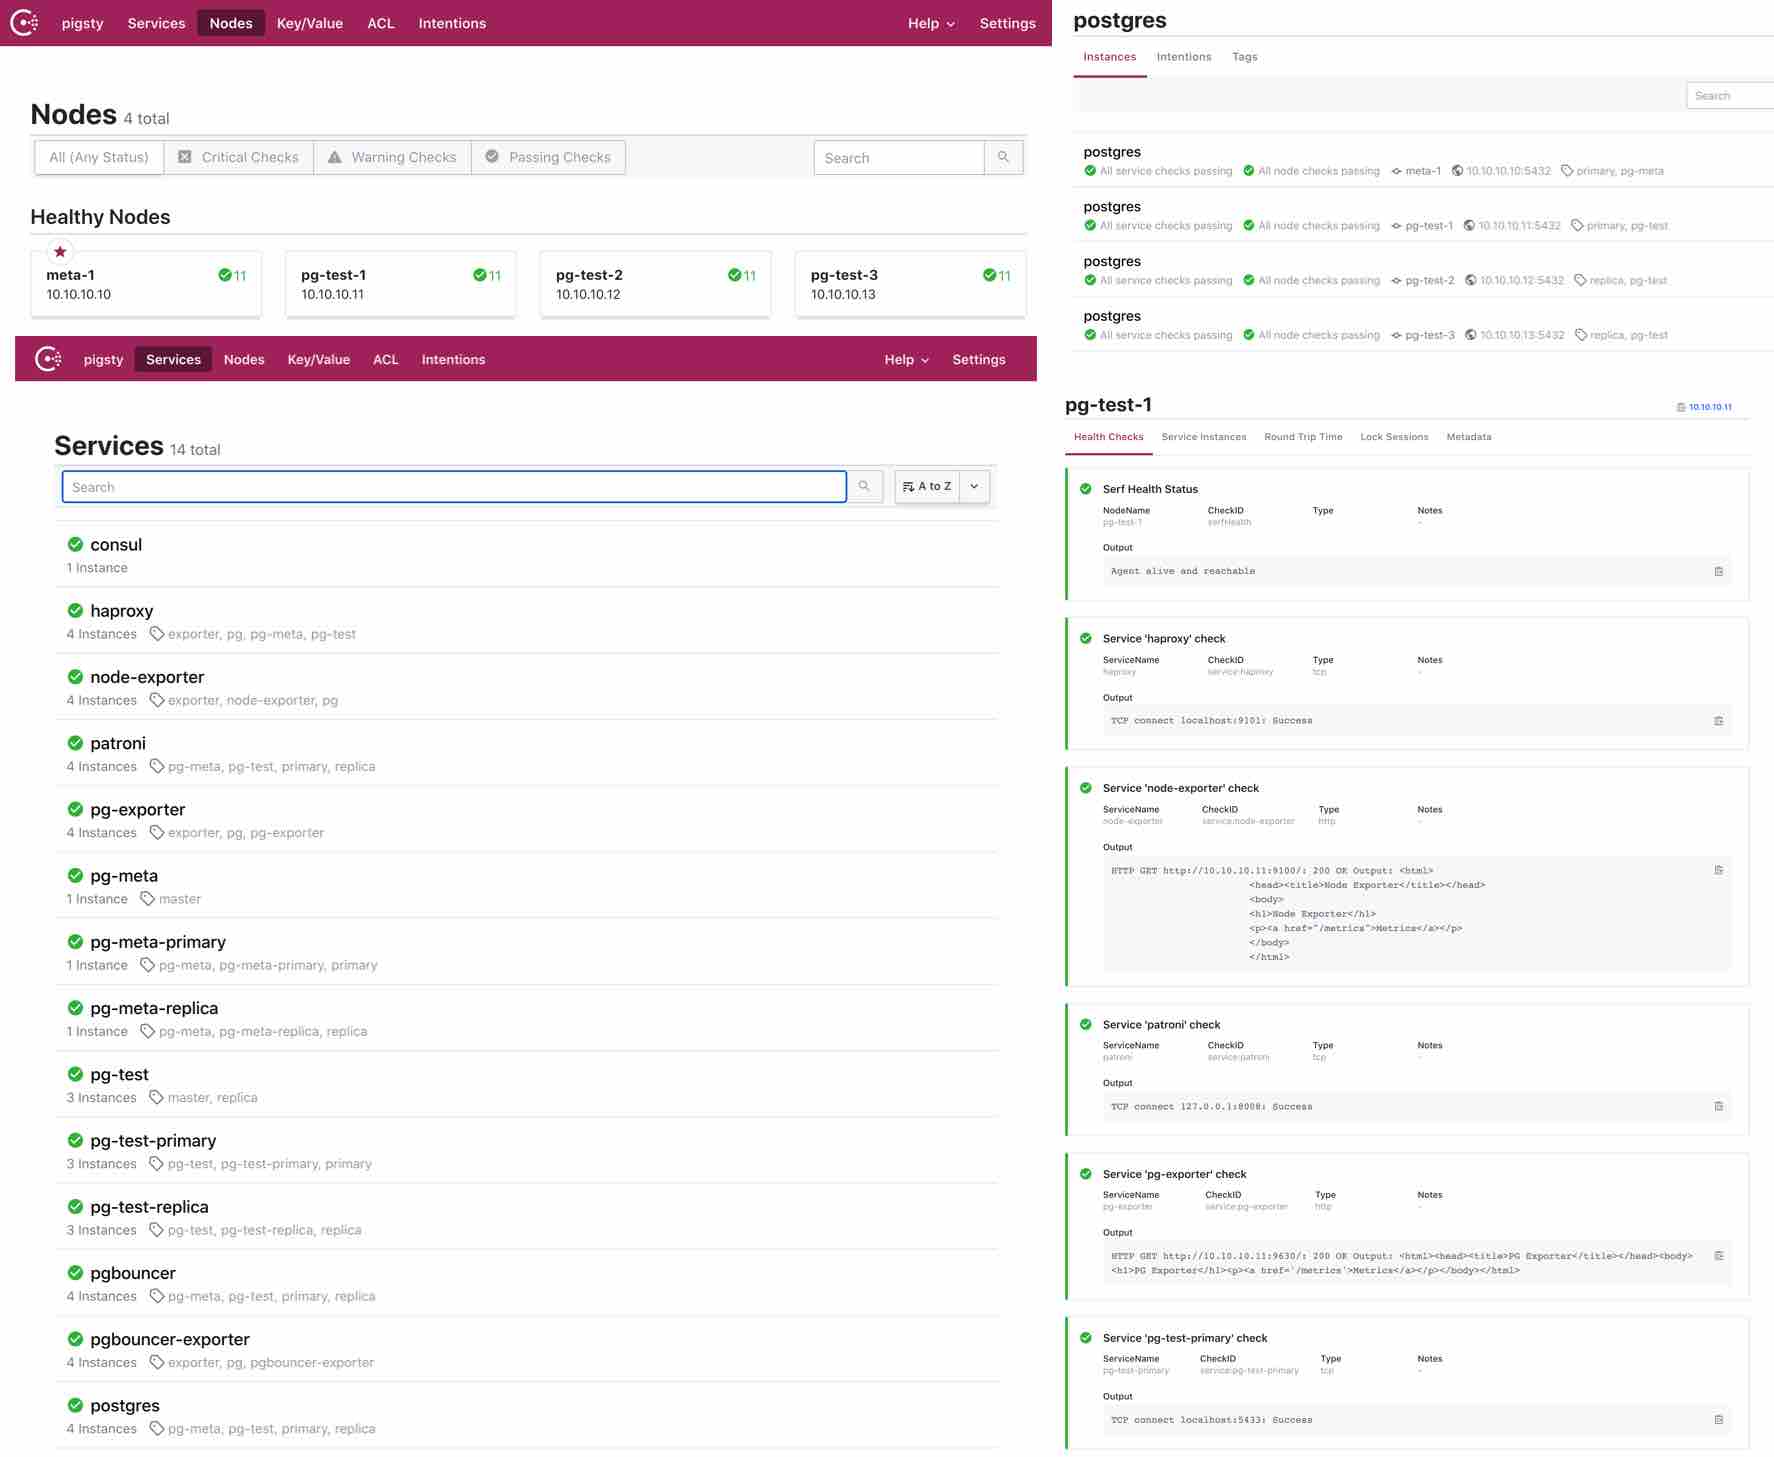 pigsty Services Nodes Key/Value ACL Intentions Help Settings
Nodes 4 total
All (Any Status) Critical Checks Warning Checks Passing Checks Search
Healthy Nodes
meta-1 11
10.10.10.10
pg-test-1 11
10.10.10.11
pg-test-2 11
10.10.10.12
pg-test-3 11
10.10.10.13
pigsty Services Nodes Key/Value ACL Intentions Help Settings
Services 14 total
Search A to Z
consul
1 Instance
haproxy
4 Instances exporter, pg, pg-meta, pg-test
node-exporter
4 Instances exporter, node-exporter, pg
patroni
4 Instances pg-meta, pg-test, primary, replica
pg-exporter
4 Instances exporter, pg, pg-exporter
pg-meta
1 Instance master
pg-meta-primary
1 Instance pg-meta, pg-meta-primary, primary
pg-meta-replica
1 Instance pg-meta, pg-meta-replica, replica
pg-test
3 Instances master, replica
pg-test-primary
3 Instances pg-test, pg-test-primary, primary
pg-test-replica
3 Instances pg-test, pg-test-replica, replica
pgbouncer
4 Instances pg-meta, pg-test, primary, replica
pgbouncer-exporter
4 Instances exporter, pg, pgbouncer-exporter
postgres
4 Instances pg-meta, pg-test, primary, replica
postgres
Instances Intentions Tags
Search
postgres
All service checks passing All node checks passing meta-1 10.10.10.10:5432 primary, pg-meta
postgres
All service checks passing All node checks passing pg-test-1 10.10.10.11:5432 primary, pg-test
postgres
All service checks passing All node checks passing pg-test-2 10.10.10.12:5432 replica, pg-test
postgres
All service checks passing All node checks passing pg-test-3 10.10.10.13:5432 replica, pg-test
pg-test-1 10.10.10.11
Health Checks Service Instances Round Trip Time Lock Sessions Metadata
Serf Health Status
NodeName CheckID Type Notes
pg-test-1 serfHealth -
Output
Agent alive and reachable
Service 'haproxy' check
ServiceName CheckID Type Notes
haproxy service:haproxy tcp -
Output
TCP connect localhost:9101: Success
Service 'node-exporter' check
ServiceName CheckID Type Notes
node-exporter service:node-exporter http -
Output
HTTP GET http://10.10.10.11:9100/: 200 OK Output: <html>
<head><title>Node Exporter</title></head>
<body>
<h1>Node Exporter</h1>
<p><a href="/metrics">Metrics</a></p>
</body>
</html>
Service 'patroni' check
ServiceName CheckID Type Notes
patroni service:patroni tcp -
Output
TCP connect 127.0.0.1:8008: Success
Service 'pg-exporter' check
ServiceName CheckID Type Notes
pg-exporter service:pg-exporter http -
Output
HTTP GET http://10.10.10.11:9630/: 200 OK Output: <html><head><title>PG Exporter</title></head><body>
<h1>PG Exporter</h1><p><a href='/metrics'>Metrics</a></p></body></html>
Service 'pg-test-primary' check
ServiceName CheckID Type Notes
pg-test-primary service:pg-test-primary tcp -
Output
TCP connect localhost:5433: Success